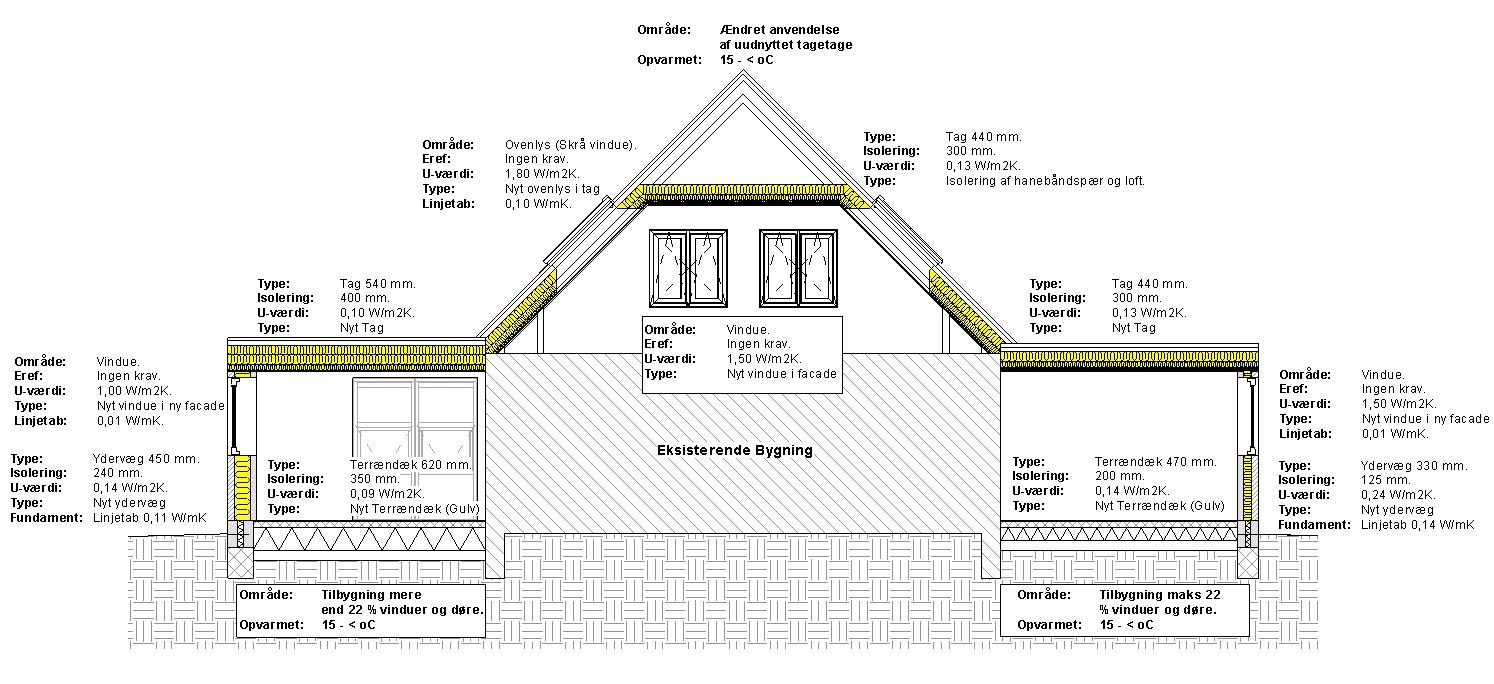 Område: Ændret anvendelse
af uudnyttet tagetage
Opvarmet: 15 - < oC
Område: Ovenlys (Skrå vindue).
Eref: Ingen krav.
U-værdi: 1,80 W/m2K.
Type: Nyt ovenlys i tag
Linjetab: 0,10 W/mK.
Type: Tag 440 mm.
Isolering: 300 mm.
U-værdi: 0,13 W/m2K.
Type: Isolering af hanebåndspær og loft.
Type: Tag 540 mm.
Isolering: 400 mm.
U-værdi: 0,10 W/m2K.
Type: Nyt Tag
Type: Tag 440 mm.
Isolering: 300 mm.
U-værdi: 0,13 W/m2K.
Type: Nyt Tag
Område: Vindue.
Eref: Ingen krav.
U-værdi: 1,50 W/m2K.
Type: Nyt vindue i facade
Område: Vindue.
Eref: Ingen krav.
U-værdi: 1,00 W/m2K.
Type: Nyt vindue i ny facade
Linjetab: 0,01 W/mK.
Område: Vindue.
Eref: Ingen krav.
U-værdi: 1,50 W/m2K.
Type: Nyt vindue i ny facade
Linjetab: 0,01 W/mK.
Eksisterende Bygning
Type: Ydervæg 450 mm.
Isolering: 240 mm.
U-værdi: 0,14 W/m2K.
Type: Nyt ydervæg
Fundament: Linjetab 0,11 W/mK
Type: Terrændæk 620 mm.
Isolering: 350 mm.
U-værdi: 0,09 W/m2K.
Type: Nyt Terrændæk (Gulv)
Type: Terrændæk 470 mm.
Isolering: 200 mm.
U-værdi: 0,14 W/m2K.
Type: Nyt Terrændæk (Gulv)
Type: Ydervæg 330 mm.
Isolering: 125 mm.
U-værdi: 0,24 W/m2K.
Type: Nyt ydervæg
Fundament: Linjetab 0,14 W/mK
Område: Tilbygning mere
end 22 % vinduer og døre.
Opvarmet: 15 - < oC
Område: Tilbygning maks 22
% vinduer og døre.
Opvarmet: 15 - < oC